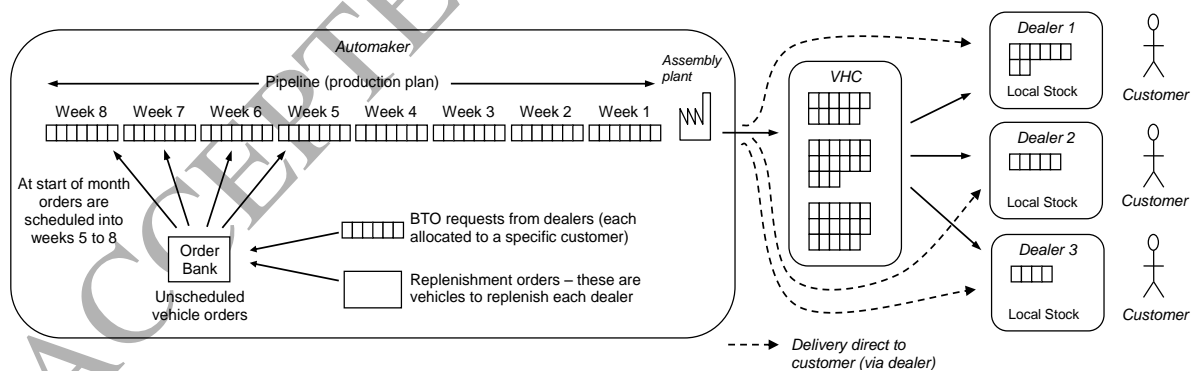 Automaker
Pipeline (production plan)
Assembly
plant
Week 8 Week 7 Week 6 Week 5 Week 4 Week 3 Week 2 Week 1
At start of month
orders are
scheduled into
weeks 5 to 8
Order
Bank
Unscheduled
vehicle orders
BTO requests from dealers (each
allocated to a specific customer)
Replenishment orders – these are
vehicles to replenish each dealer
VHC
Dealer 1
Local Stock
Customer
Dealer 2
Local Stock
Customer
Dealer 3
Local Stock
Customer
Delivery direct to
customer (via dealer)
ACCEPTE